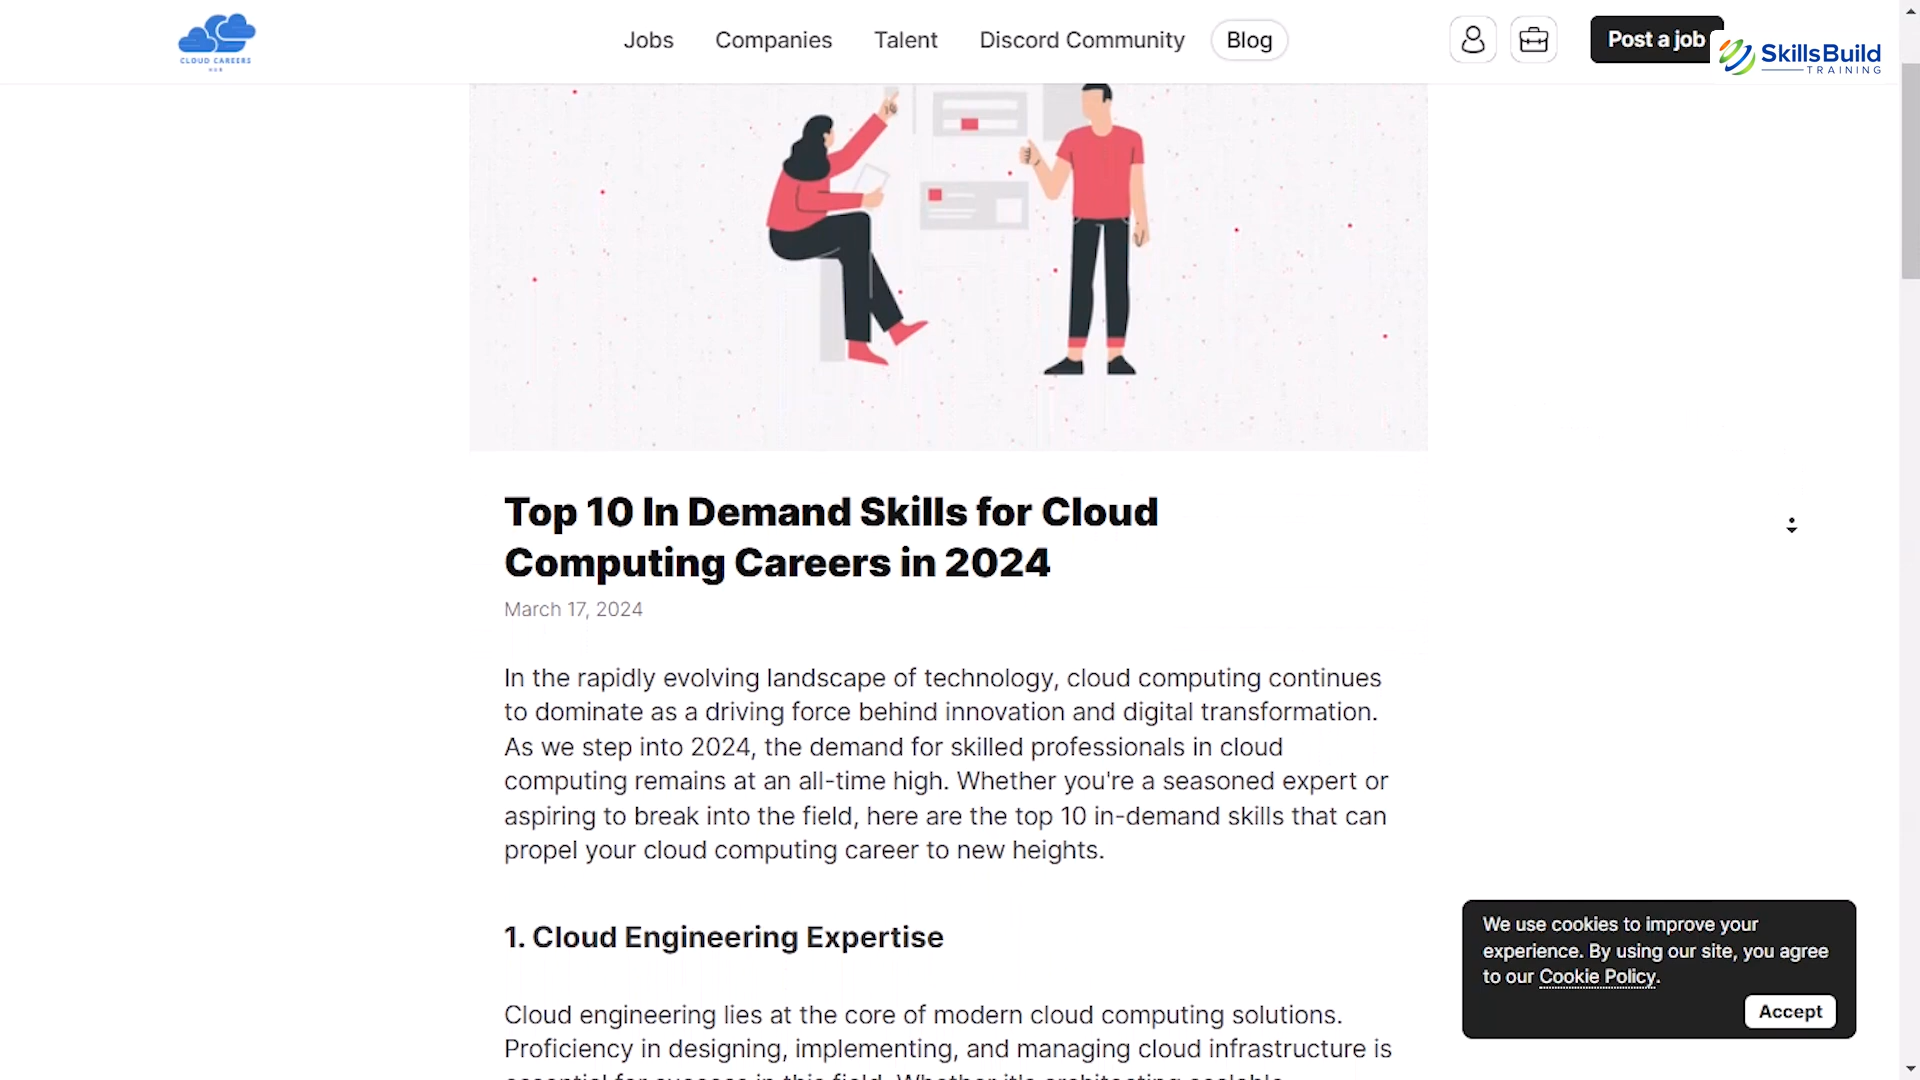 CLOUD CAREERS
HUB
Jobs
Companies
Talent
Discord Community
Blog
Post a job
SkillsBuild
TRAINING
Top 10 In Demand Skills for Cloud
Computing Careers in 2024
March 17, 2024
In the rapidly evolving landscape of technology, cloud computing continues
to dominate as a driving force behind innovation and digital transformation.
As we step into 2024, the demand for skilled professionals in cloud
computing remains at an all-time high. Whether you're a seasoned expert or
aspiring to break into the field, here are the top 10 in-demand skills that can
propel your cloud computing career to new heights.
1. Cloud Engineering Expertise
Cloud engineering lies at the core of modern cloud computing solutions.
Proficiency in designing, implementing, and managing cloud infrastructure is
We use cookies to improve your
experience. By using our site, you agree
to our Cookie Policy.
Accept